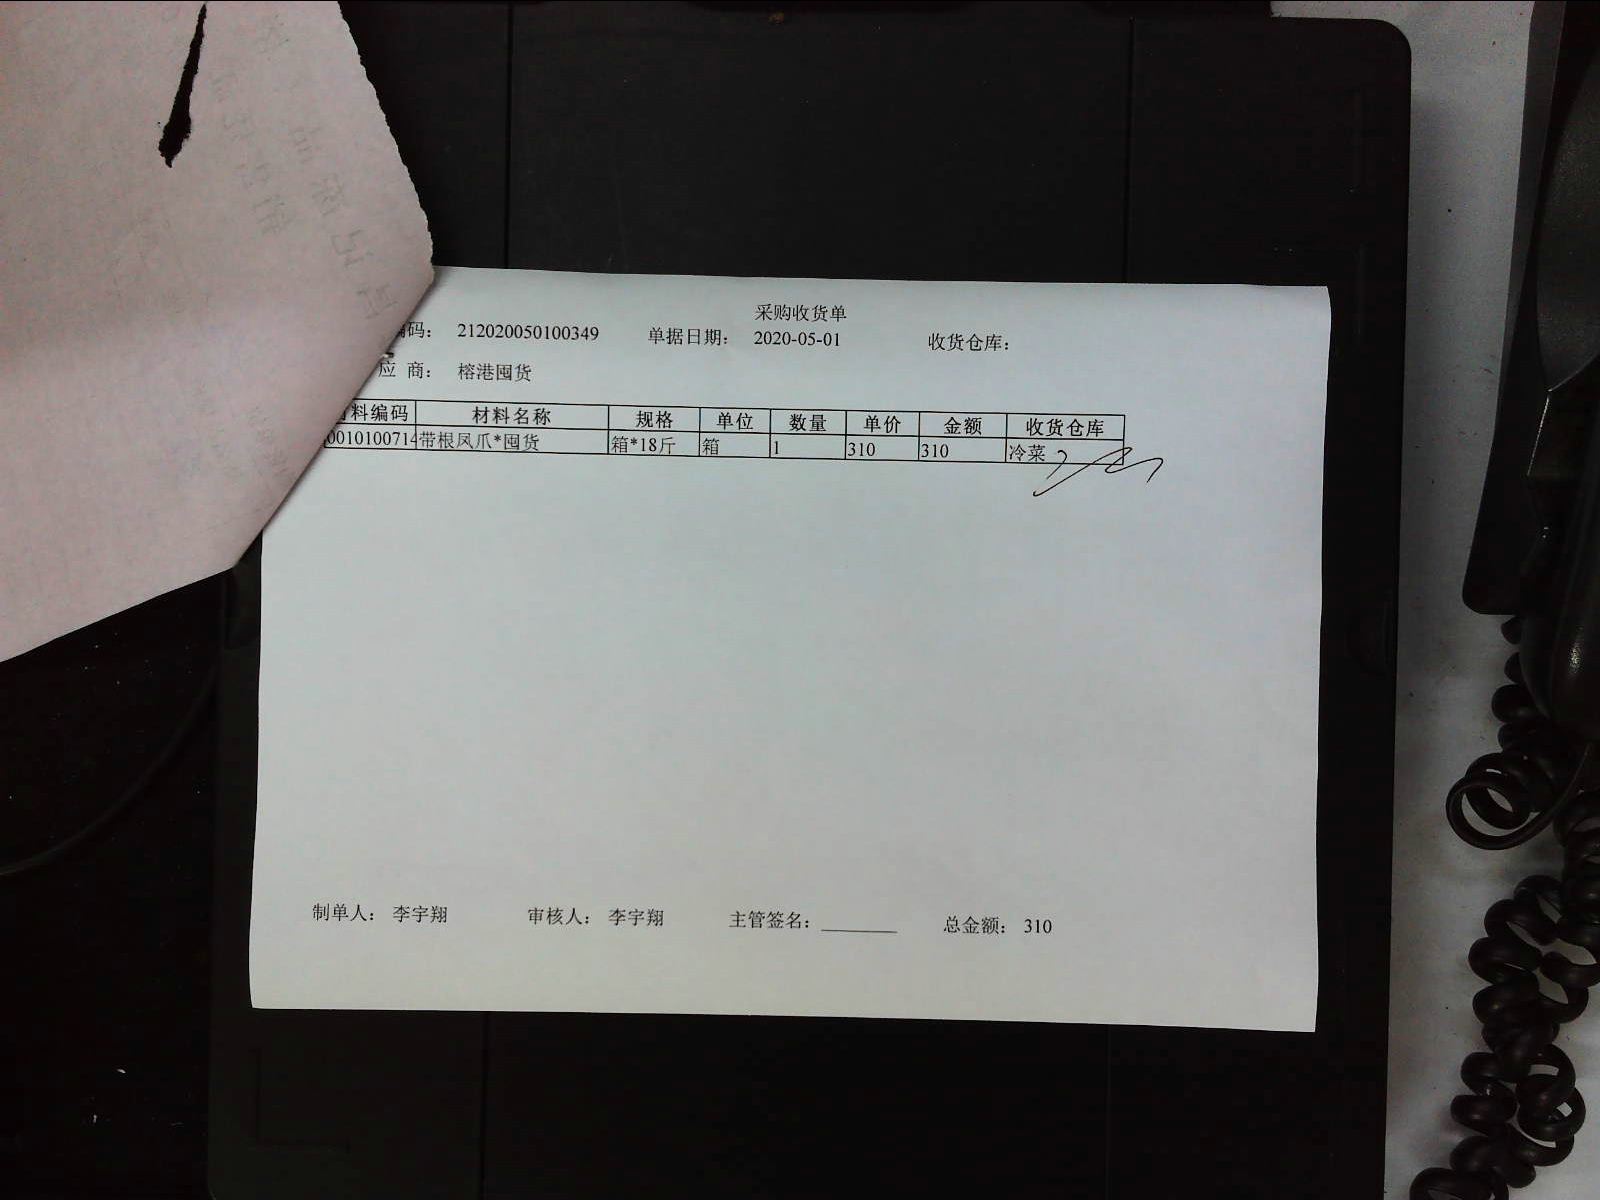 采购收货单
编码： 212020050100349 单据日期： 2020-05-01 收货仓库：
应 商： 榕港囤货
料编码 材料名称 规格 单位 数量 单价 金额 收货仓库
0010100714 带根凤爪*囤货 箱*18斤 箱 1 310 310 冷菜
制单人： 李宇翔 审核人： 李宇翔 主管签名：________ 总金额： 310